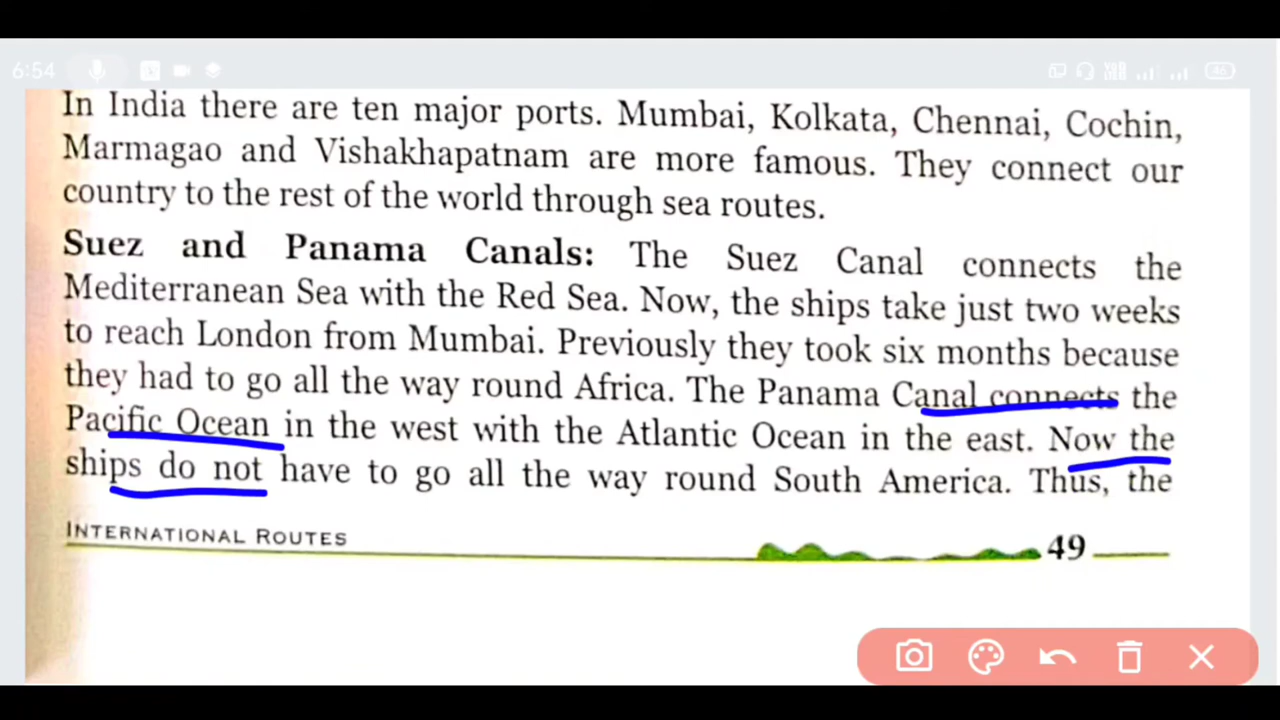 6:54
46
In India there are ten major ports. Mumbai, Kolkata, Chennai, Cochin,
Marmagao and Vishakhapatnam are more famous. They connect our
country to the rest of the world through sea routes.
Suez and Panama Canals: The Suez Canal connects the
Mediterranean Sea with the Red Sea. Now, the ships take just two weeks
to reach London from Mumbai. Previously they took six months because
they had to go all the way round Africa. The Panama Canal connects the
Pacific Ocean in the west with the Atlantic Ocean in the east. Now the
ships do not have to go all the way round South America. Thus, the
INTERNATIONAL ROUTES 49